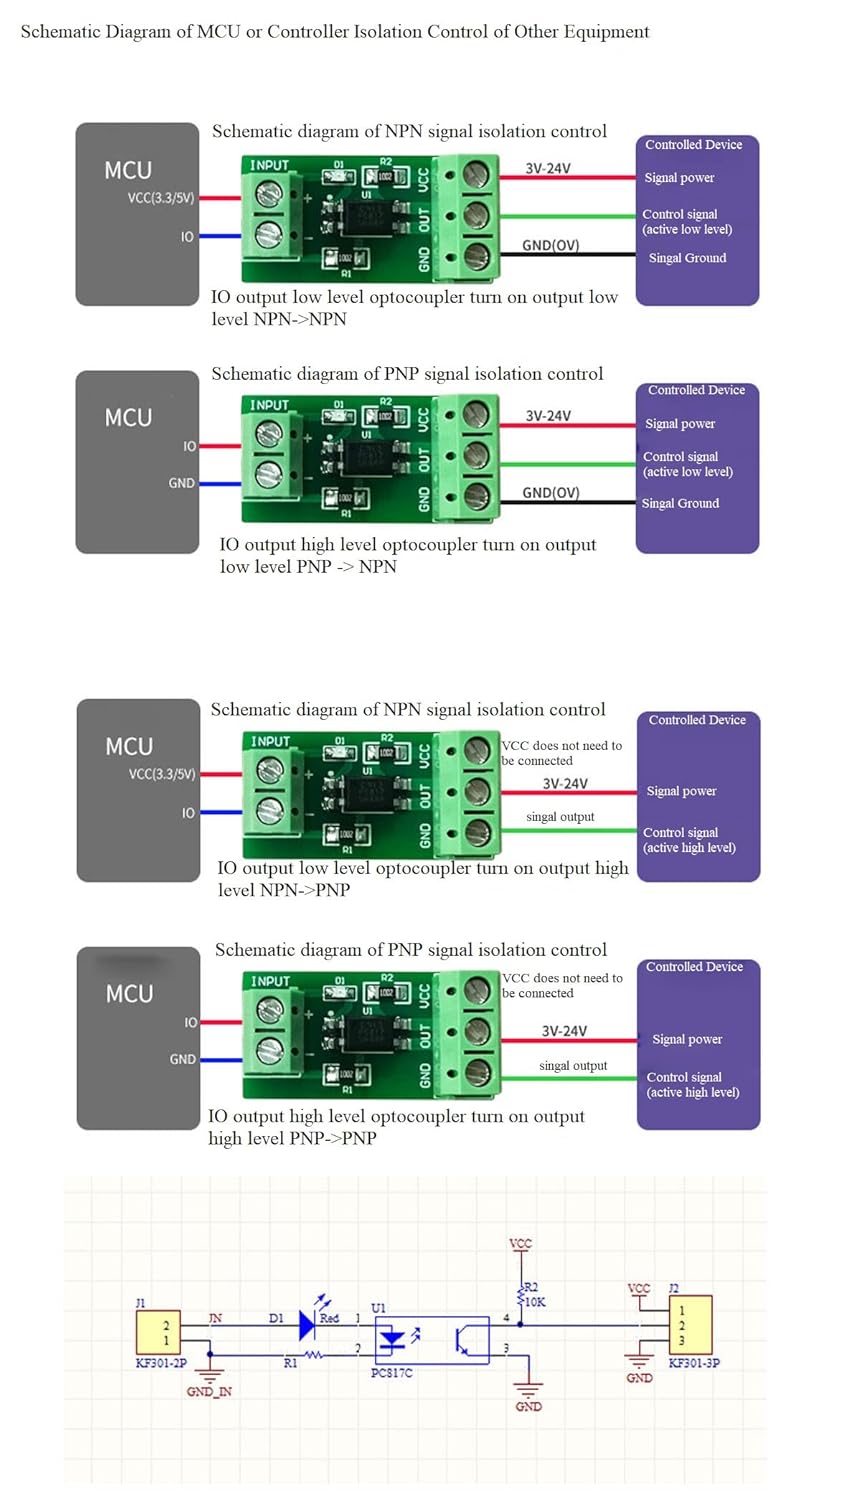 Schematic Diagram of MCU or Controller Isolation Control of Other Equipment
Schematic diagram of NPN signal isolation control
MCU
VCC(3.3/5V)
IO
INPUT
D1
R2
1002
U1
+
-
1002
R1
VCC
OUT
GND
3V-24V
GND(OV)
Controlled Device
Signal power
Control signal
(active low level)
Singal Ground
IO output low level optocoupler turn on output low
level NPN->NPN
Schematic diagram of PNP signal isolation control
MCU
IO
GND
INPUT
D1
R2
1002
U1
+
-
1002
R1
VCC
OUT
GND
3V-24V
GND(OV)
Controlled Device
Signal power
Control signal
(active low level)
Singal Ground
IO output high level optocoupler turn on output
low level PNP -> NPN
Schematic diagram of NPN signal isolation control
MCU
VCC(3.3/5V)
IO
INPUT
D1
R2
1002
U1
+
-
1002
R1
VCC
OUT
GND
VCC does not need to
be connected
3V-24V
singal output
Controlled Device
Signal power
Control signal
(active high level)
IO output low level optocoupler turn on output high
level NPN->PNP
Schematic diagram of PNP signal isolation control
MCU
IO
GND
INPUT
D1
R2
1002
U1
+
-
1002
R1
VCC
OUT
GND
VCC does not need to
be connected
3V-24V
singal output
Controlled Device
Signal power
Control signal
(active high level)
IO output high level optocoupler turn on output
high level PNP->PNP
J1
2
1
KF301-2P
IN
GND_IN
D1
Red
R1
1
2
U1
PC817C
4
3
VCC
R2
10K
GND
VCC
J2
1
2
3
GND
KF301-3P